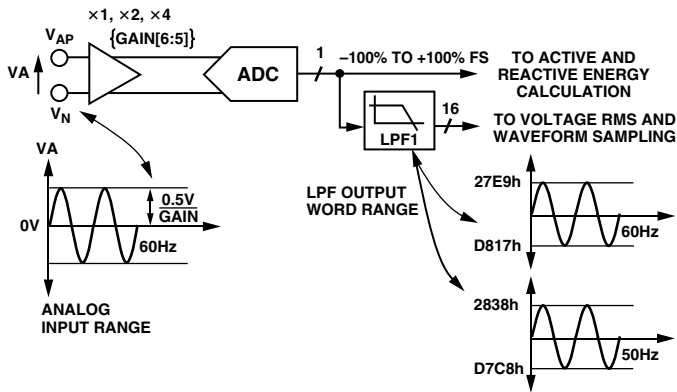 ×1, ×2, ×4
{GAIN[6:5]}
VAP
VA
VN
ADC
1
–100% TO +100% FS
TO ACTIVE AND
REACTIVE ENERGY
CALCULATION
16
LPF1
TO VOLTAGE RMS AND
WAVEFORM SAMPLING
VA
0V
0.5V
GAIN
60Hz
ANALOG
INPUT RANGE
LPF OUTPUT
WORD RANGE
27E9h
D817h
60Hz
2838h
D7C8h
50Hz